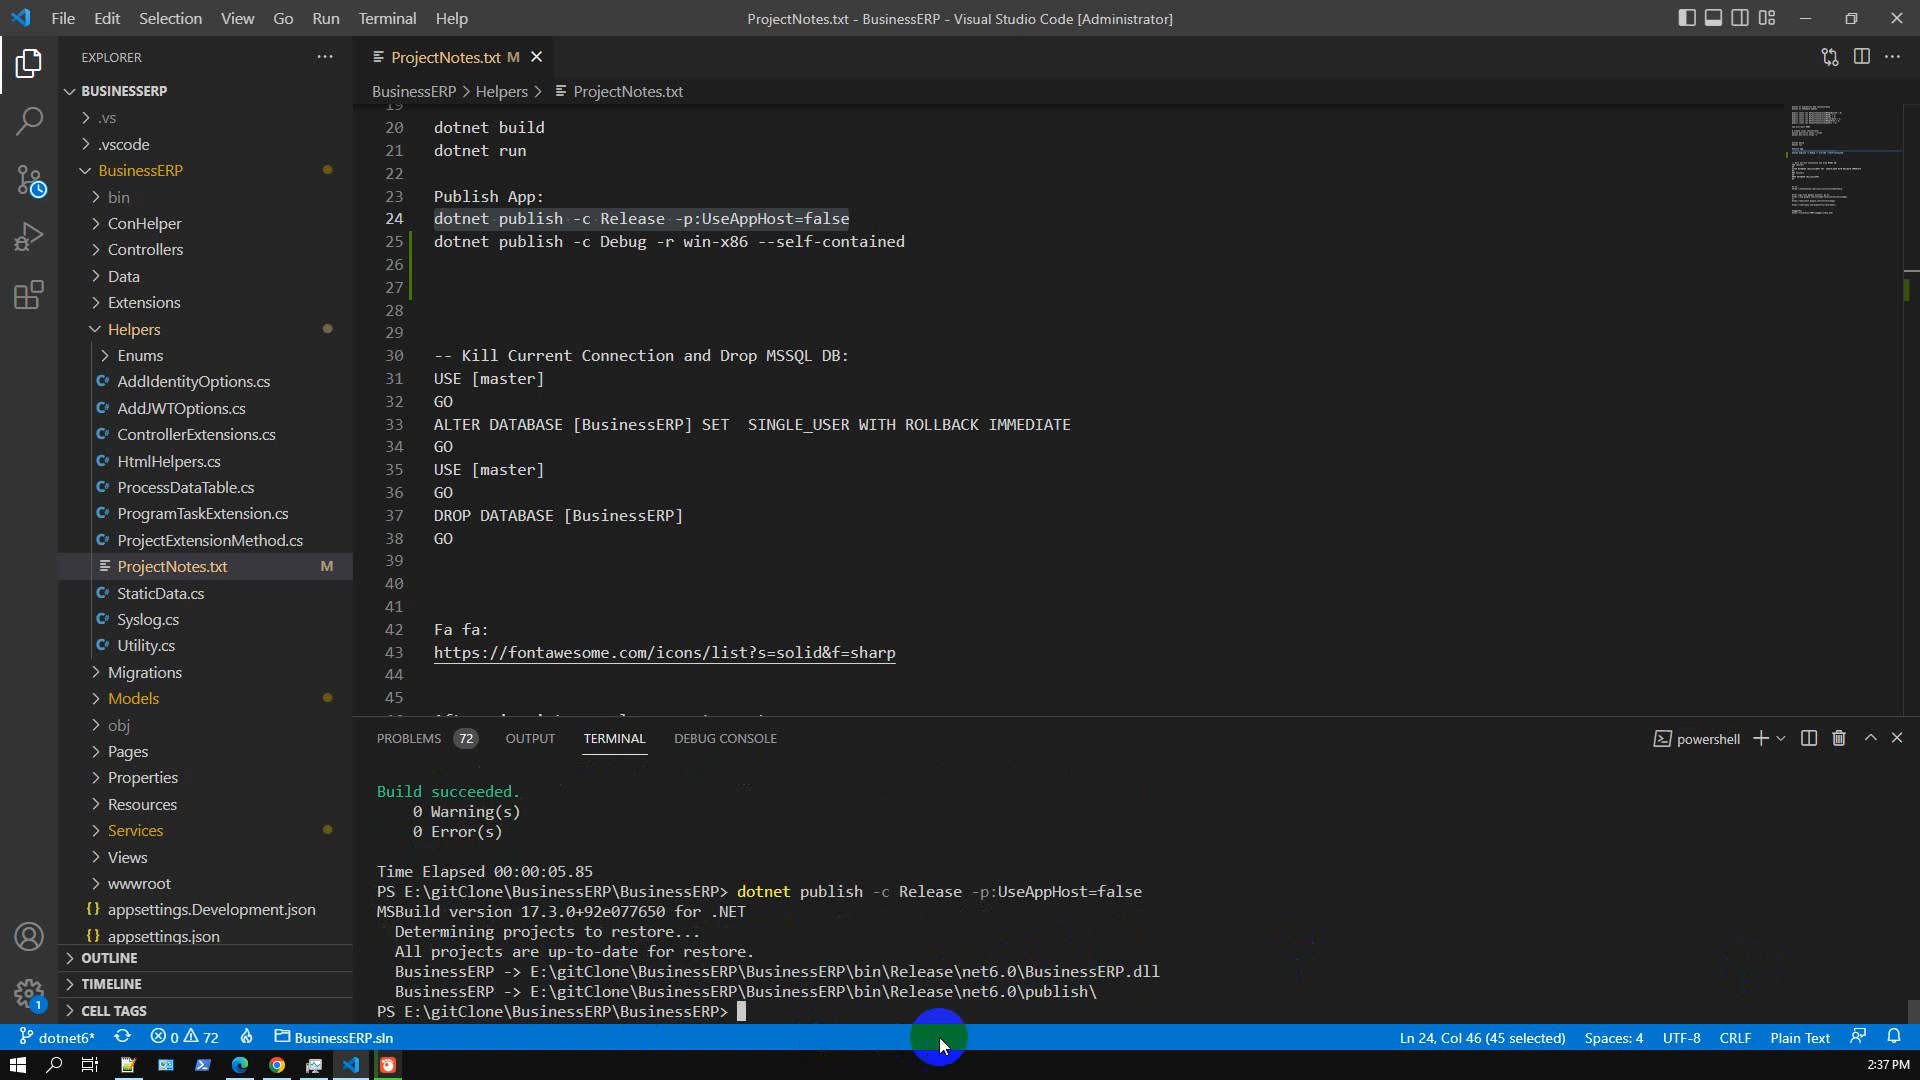 File Edit Selection View Go Run Terminal Help
ProjectNotes.txt - BusinessERP - Visual Studio Code [Administrator]
EXPLORER
BUSINESSERP
.vs
.vscode
BusinessERP
bin
ConHelper
Controllers
Data
Extensions
Helpers
Enums
AddIdentityOptions.cs
AddJWTOptions.cs
ControllerExtensions.cs
HtmlHelpers.cs
ProcessDataTable.cs
ProgramTaskExtension.cs
ProjectExtensionMethod.cs
ProjectNotes.txt M
StaticData.cs
Syslog.cs
Utility.cs
Migrations
Models
obj
Pages
Properties
Resources
Services
Views
wwwroot
appsettings.Development.json
appsettings.json
OUTLINE
TIMELINE
CELL TAGS
1
ProjectNotes.txt M
BusinessERP > Helpers > ProjectNotes.txt
19
20 dotnet build
21 dotnet run
22
23 Publish App:
24 dotnet publish -c Release -p:UseAppHost=false
25 dotnet publish -c Debug -r win-x86 --self-contained
26
27
28
29
30 -- Kill Current Connection and Drop MSSQL DB:
31 USE [master]
32 GO
33 ALTER DATABASE [BusinessERP] SET  SINGLE_USER WITH ROLLBACK IMMEDIATE
34 GO
35 USE [master]
36 GO
37 DROP DATABASE [BusinessERP]
38 GO
39
40
41
42 Fa fa:
43 https://fontawesome.com/icons/list?s=solid&f=sharp
44
45
PROBLEMS 72 OUTPUT TERMINAL DEBUG CONSOLE
powershell
Build succeeded.
0 Warning(s)
0 Error(s)
Time Elapsed 00:00:05.85
PS E:\gitClone\BusinessERP\BusinessERP> dotnet publish -c Release -p:UseAppHost=false
MSBuild version 17.3.0+92e077650 for .NET
Determining projects to restore...
All projects are up-to-date for restore.
BusinessERP -> E:\gitClone\BusinessERP\BusinessERP\bin\Release\net6.0\BusinessERP.dll
BusinessERP -> E:\gitClone\BusinessERP\BusinessERP\bin\Release\net6.0\publish\
PS E:\gitClone\BusinessERP\BusinessERP>
dotnet6* 0 72 BusinessERP.sln
Ln 24, Col 46 (45 selected) Spaces: 4 UTF-8 CRLF Plain Text
2:37 PM